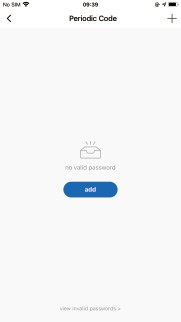 No SIM 09:39
Periodic Code
no valid password
add
view invalid passwords >